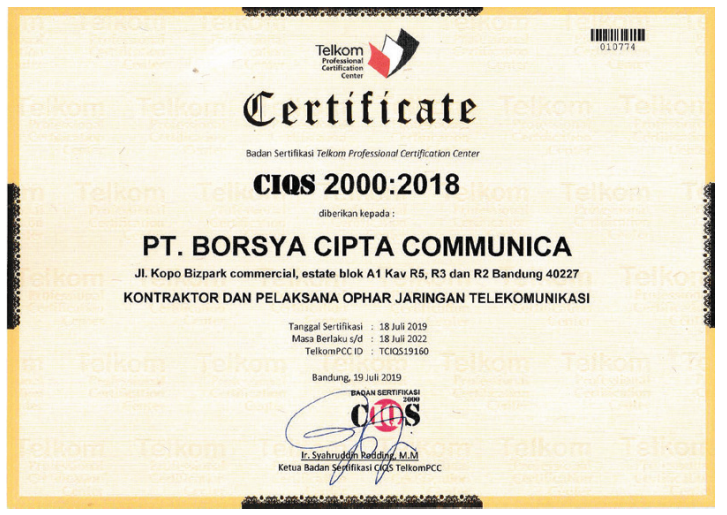 Telkom
Professional
Certification
Center
010774
Certificate
Badan Sertifikasi Telkom Professional Certification Center
CIQS 2000:2018
diberikan kepada :
PT. BORSYA CIPTA COMMUNICA
Jl. Kopo Bizpark commercial, estate blok A1 Kav R5, R3 dan R2 Bandung 40227
KONTRAKTOR DAN PELAKSANA OPHAR JARINGAN TELEKOMUNIKASI
Tanggal Sertifikasi : 18 Juli 2019
Masa Berlaku s/d : 18 Juli 2022
TelkomPCC ID : TCIQS19160
Bandung, 19 Juli 2019
BADAN SERTIFIKASI
2000
CIQS
Ir. Syahruddin Rodding, M.M
Ketua Badan Sertifikasi CIQS TelkomPCC